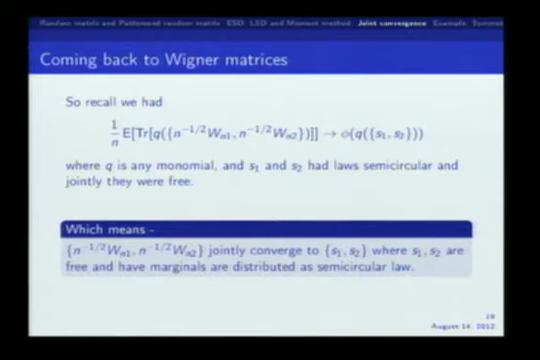 Random matrix and Patterned random matrix ESD, LSD and Moment method Joint convergence Example: Symmet
Coming back to Wigner matrices
So recall we had
1/n E[Tr[q({n^{-1/2}W_{n1}, n^{-1/2}W_{n2}})]] → ϕ(q({s_1, s_2}))
where q is any monomial, and s_1 and s_2 had laws semicircular and
jointly they were free.
Which means -
{n^{-1/2}W_{n1}, n^{-1/2}W_{n2}} jointly converge to {s_1, s_2} where s_1, s_2 are
free and have marginals are distributed as semicircular law.
August 14, 2012